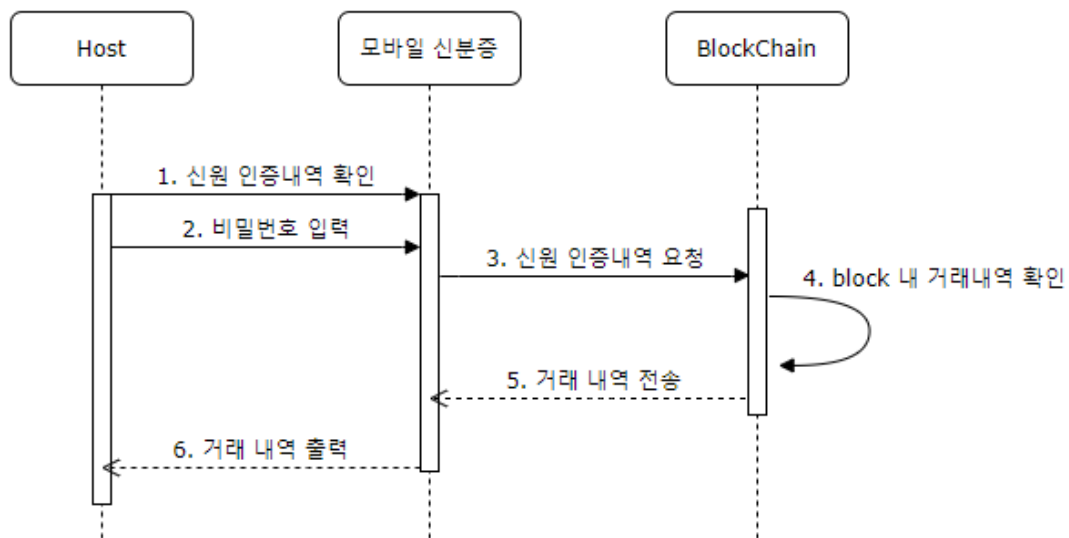 Host
모바일 신분증
BlockChain
1. 신원 인증내역 확인
2. 비밀번호 입력
3. 신원 인증내역 요청
4. block 내 거래내역 확인
5. 거래 내역 전송
6. 거래 내역 출력